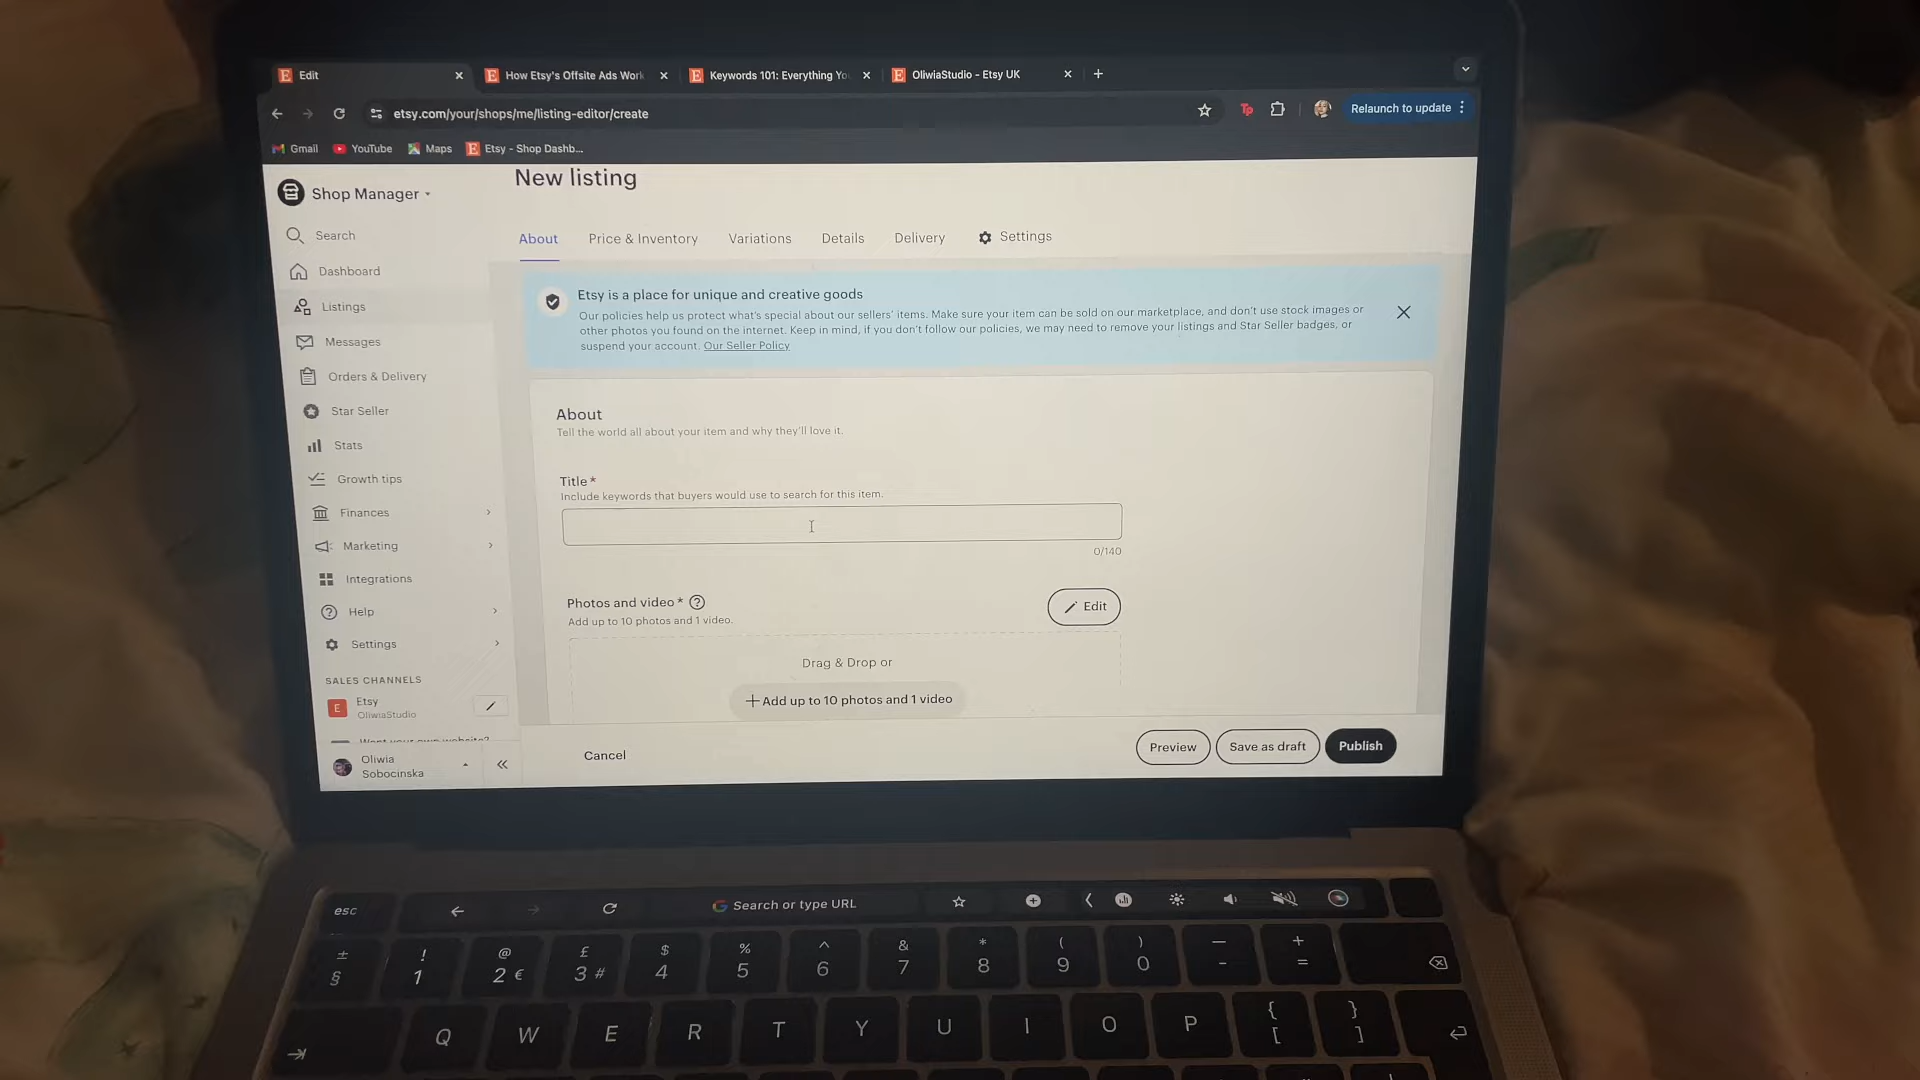 Edit
How Etsy's Offsite Ads Work
Keywords 101: Everything Yo
OliwiaStudio - Etsy UK
etsy.com/your/shops/me/listing-editor/create
Relaunch to update
Gmail
YouTube
Maps
Etsy - Shop Dashb...
Shop Manager
Search
Dashboard
Listings
Messages
Orders & Delivery
Star Seller
Stats
Growth tips
Finances
Marketing
Integrations
Help
Settings
SALES CHANNELS
E
Etsy
OliwiaStudio
Want your own website?
Oliwia
Sobocinska
New listing
About
Price & Inventory
Variations
Details
Delivery
Settings
Etsy is a place for unique and creative goods
Our policies help us protect what's special about our sellers' items. Make sure your item can be sold on our marketplace, and don't use stock images or
other photos you found on the internet. Keep in mind, if you don't follow our policies, we may need to remove your listings and Star Seller badges, or
suspend your account. Our Seller Policy
About
Tell the world all about your item and why they'll love it.
Title *
Include keywords that buyers would use to search for this item.
0/140
Photos and video *
Add up to 10 photos and 1 video.
Edit
Drag & Drop or
+ Add up to 10 photos and 1 video
Cancel
Preview
Save as draft
Publish
esc
Search or type URL
± ! @ £ $ % ^ & * ( ) — +
§ 1 2 € 3 # 4 5 6 7 8 9 0 - =
Q W E R T Y U I O P { [ } ]